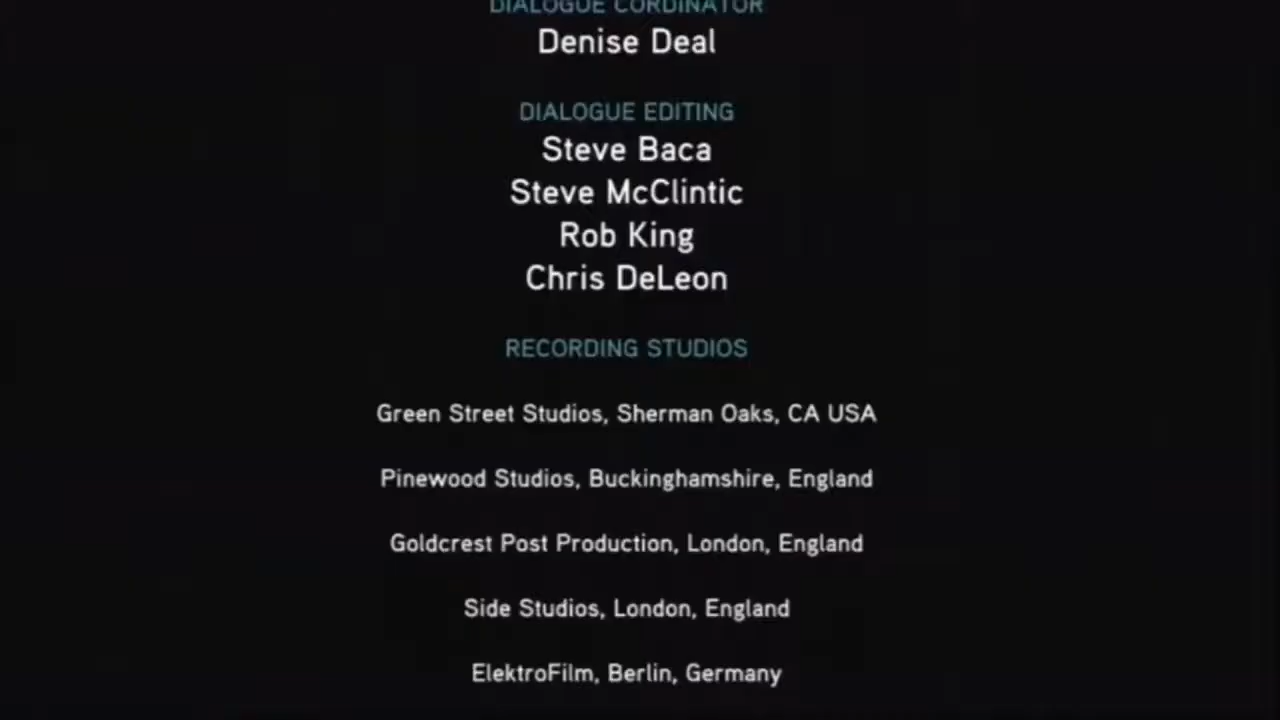 DIALOGUE CORDINATOR
Denise Deal
DIALOGUE EDITING
Steve Baca
Steve McClintic
Rob King
Chris DeLeon
RECORDING STUDIOS
Green Street Studios, Sherman Oaks, CA USA
Pinewood Studios, Buckinghamshire, England
Goldcrest Post Production, London, England
Side Studios, London, England
ElektroFilm, Berlin, Germany